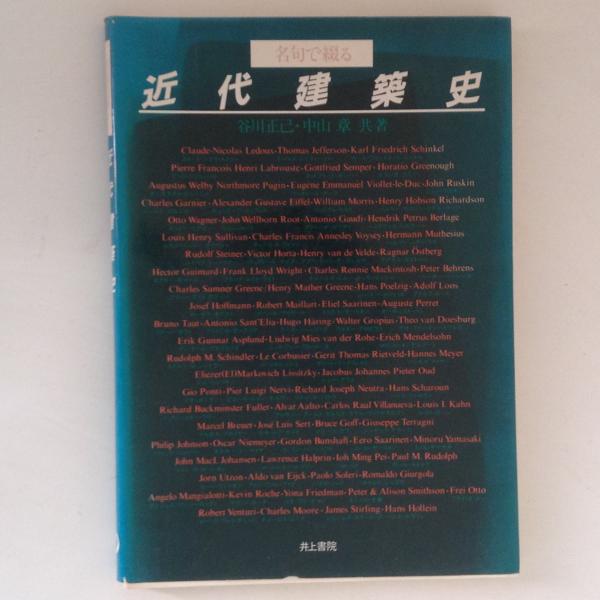 名句で綴る
近代建築史
谷川正己・中山 章 共著
Claude-Nicolas Ledoux・Thomas Jefferson・Karl Friedrich Schinkel
Pierre Francois Henri Labrouste・Gottfried Semper・Horatio Greenough
Augustus Welby Northmore Pugin・Eugene Emmanuel Viollet-le-Duc・John Ruskin
Charles Garnier・Alexander Gustave Eiffel・William Morris・Henry Hobson Richardson
Otto Wagner・John Wellborn Root・Antonio Gaudi・Hendrik Petrus Berlage
Louis Henry Sullivan・Charles Francis Annesley Voysey・Hermann Muthesius
Rudolf Steiner・Victor Horta・Henry van de Velde・Ragnar Östberg
Hector Guimard・Frank Lloyd Wright・Charles Rennie Mackintosh・Peter Behrens
Charles Sumner Greene/Henry Mather Greene・Hans Poelzig・Adolf Loos
Josef Hoffmann・Robert Maillart・Eliel Saarinen・Auguste Perret
Bruno Taut・Antonio Sant'Elia・Hugo Häring・Walter Gropius・Theo van Doesburg
Erik Gunnar Asplund・Ludwig Mies van der Rohe・Erich Mendelsohn
Rudolph M. Schindler・Le Corbusier・Gerit Thomas Rietveld・Hannes Meyer
Eliezer(El)Markovich Lissitzky・Jacobus Johannes Pieter Oud
Gio Ponti・Pier Luigi Nervi・Richard Joseph Neutra・Hans Scharoun
Richard Buckminster Fuller・Alvar Aalto・Carlos Raul Villanueva・Louis I. Kahn
Marcel Breuer・José Luis Sert・Bruce Goff・Giuseppe Terragni
Philip Johnson・Oscar Niemeyer・Gordon Bunshaft・Eero Saarinen・Minoru Yamasaki
John MacL Johansen・Lawrence Halprin・Ioh Ming Pei・Paul M. Rudolph
Jorn Utzon・Aldo van Eijck・Paolo Soleri・Romaldo Giurgola
Angelo Mangiarotti・Kevin Roche・Yona Friedman・Peter & Alison Smithson・Frei Otto
Robert Venturi・Charles Moore・James Stirling・Hans Hollein
井上書院